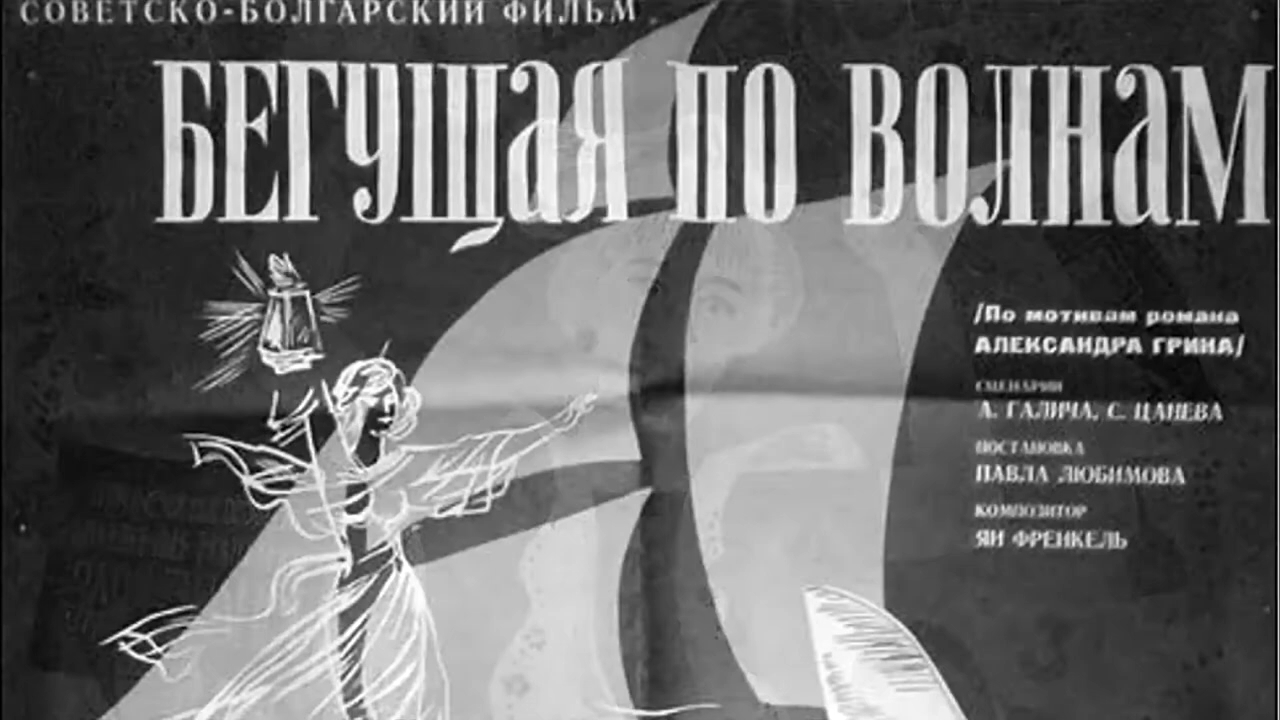 СОВЕТСКО-БОЛГАРСКИЙ ФИЛЬМ
БЕГУЩАЯ ПО ВОЛНАМ
/По мотивам романа
АЛЕКСАНДРА ГРИНА/
СЦЕНАРИЙ
А. ГАЛИЧА, С. ЦАНЕВА
ПОСТАНОВКА
ПАВЛА ЛЮБИМОВА
КОМПОЗИТОР
ЯН ФРЕНКЕЛЬ